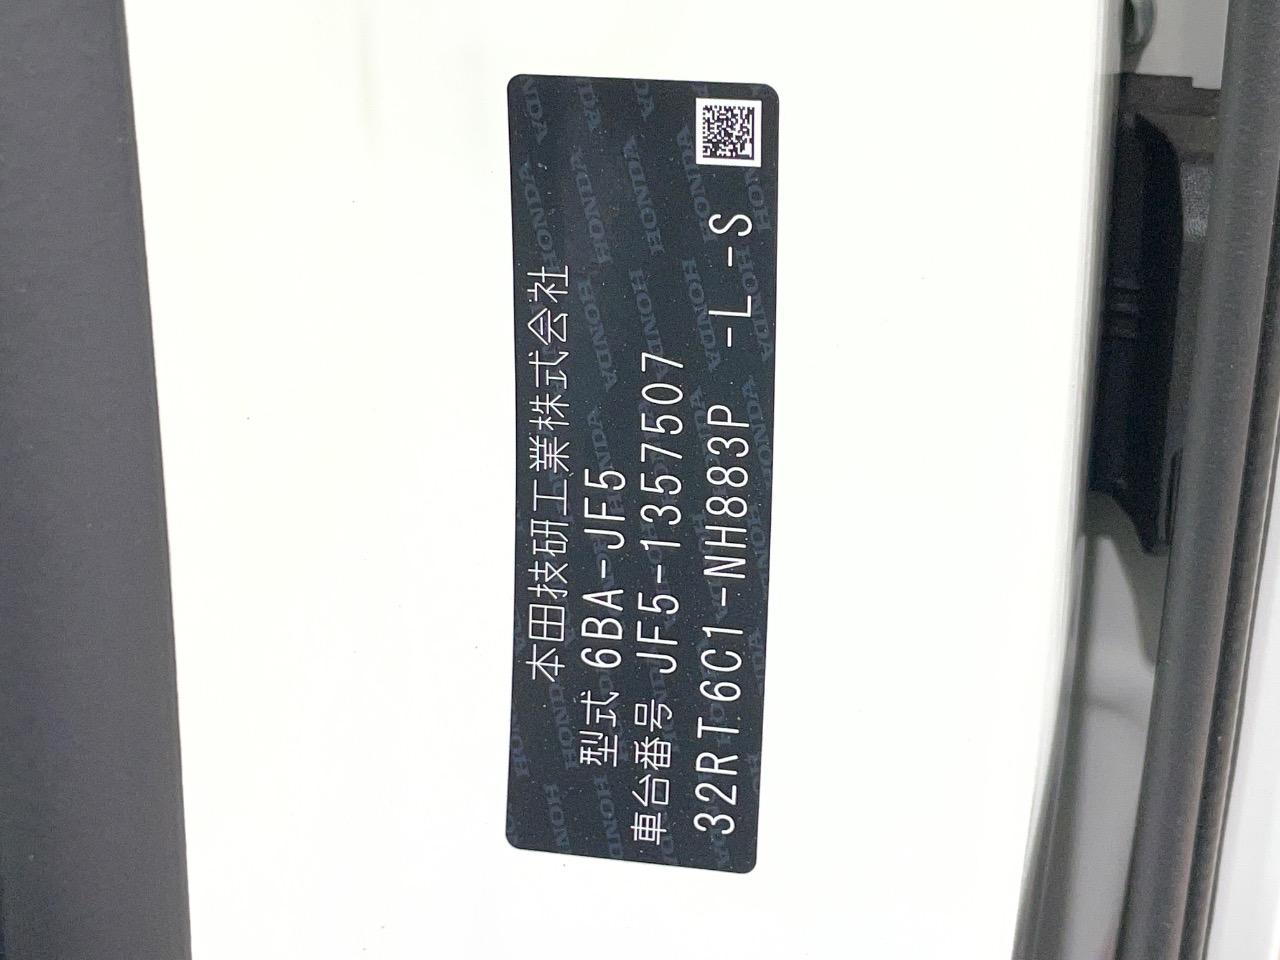 本田技研工業株式会社
型式 6BA-JF5
車台番号 JF5-1357507
32RT6C1-NH883P -L-S